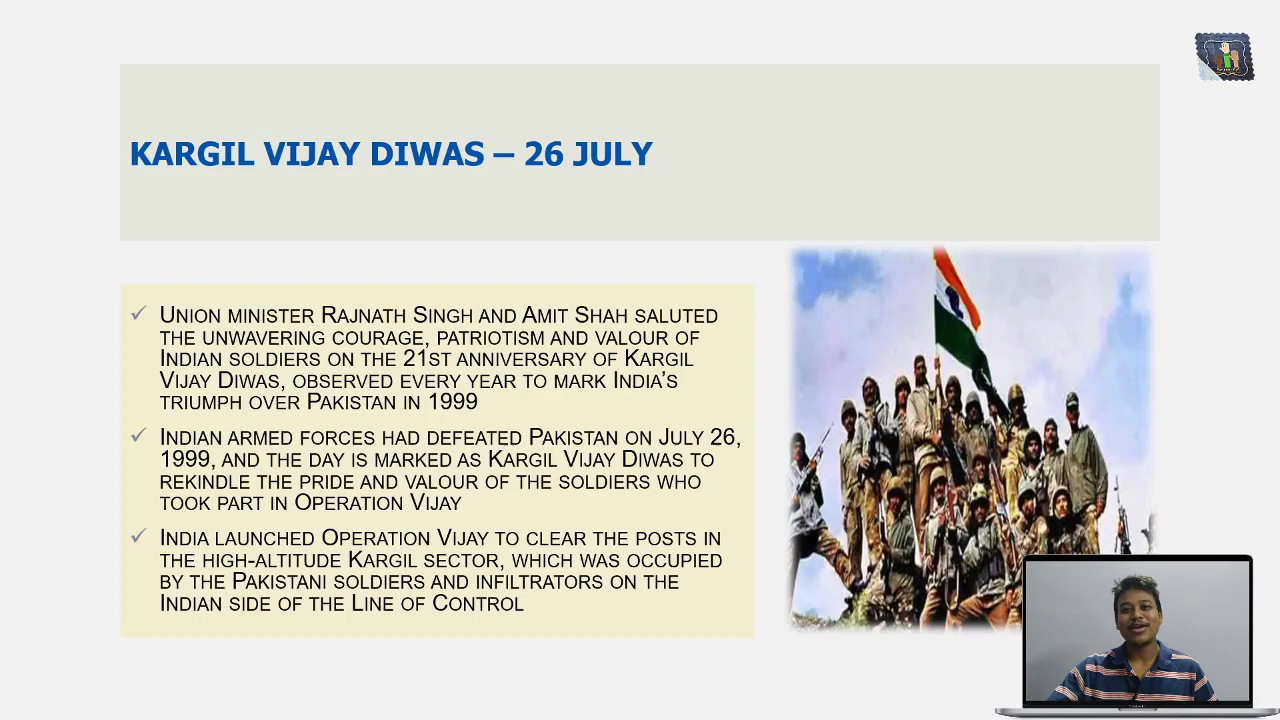 KARGIL VIJAY DIWAS – 26 JULY
UNION MINISTER RAJNATH SINGH AND AMIT SHAH SALUTED
THE UNWAVERING COURAGE, PATRIOTISM AND VALOUR OF
INDIAN SOLDIERS ON THE 21ST ANNIVERSARY OF KARGIL
VIJAY DIWAS, OBSERVED EVERY YEAR TO MARK INDIA’S
TRIUMPH OVER PAKISTAN IN 1999
INDIAN ARMED FORCES HAD DEFEATED PAKISTAN ON JULY 26,
1999, AND THE DAY IS MARKED AS KARGIL VIJAY DIWAS TO
REKINDLE THE PRIDE AND VALOUR OF THE SOLDIERS WHO
TOOK PART IN OPERATION VIJAY
INDIA LAUNCHED OPERATION VIJAY TO CLEAR THE POSTS IN
THE HIGH-ALTITUDE KARGIL SECTOR, WHICH WAS OCCUPIED
BY THE PAKISTANI SOLDIERS AND INFILTRATORS ON THE
INDIAN SIDE OF THE LINE OF CONTROL